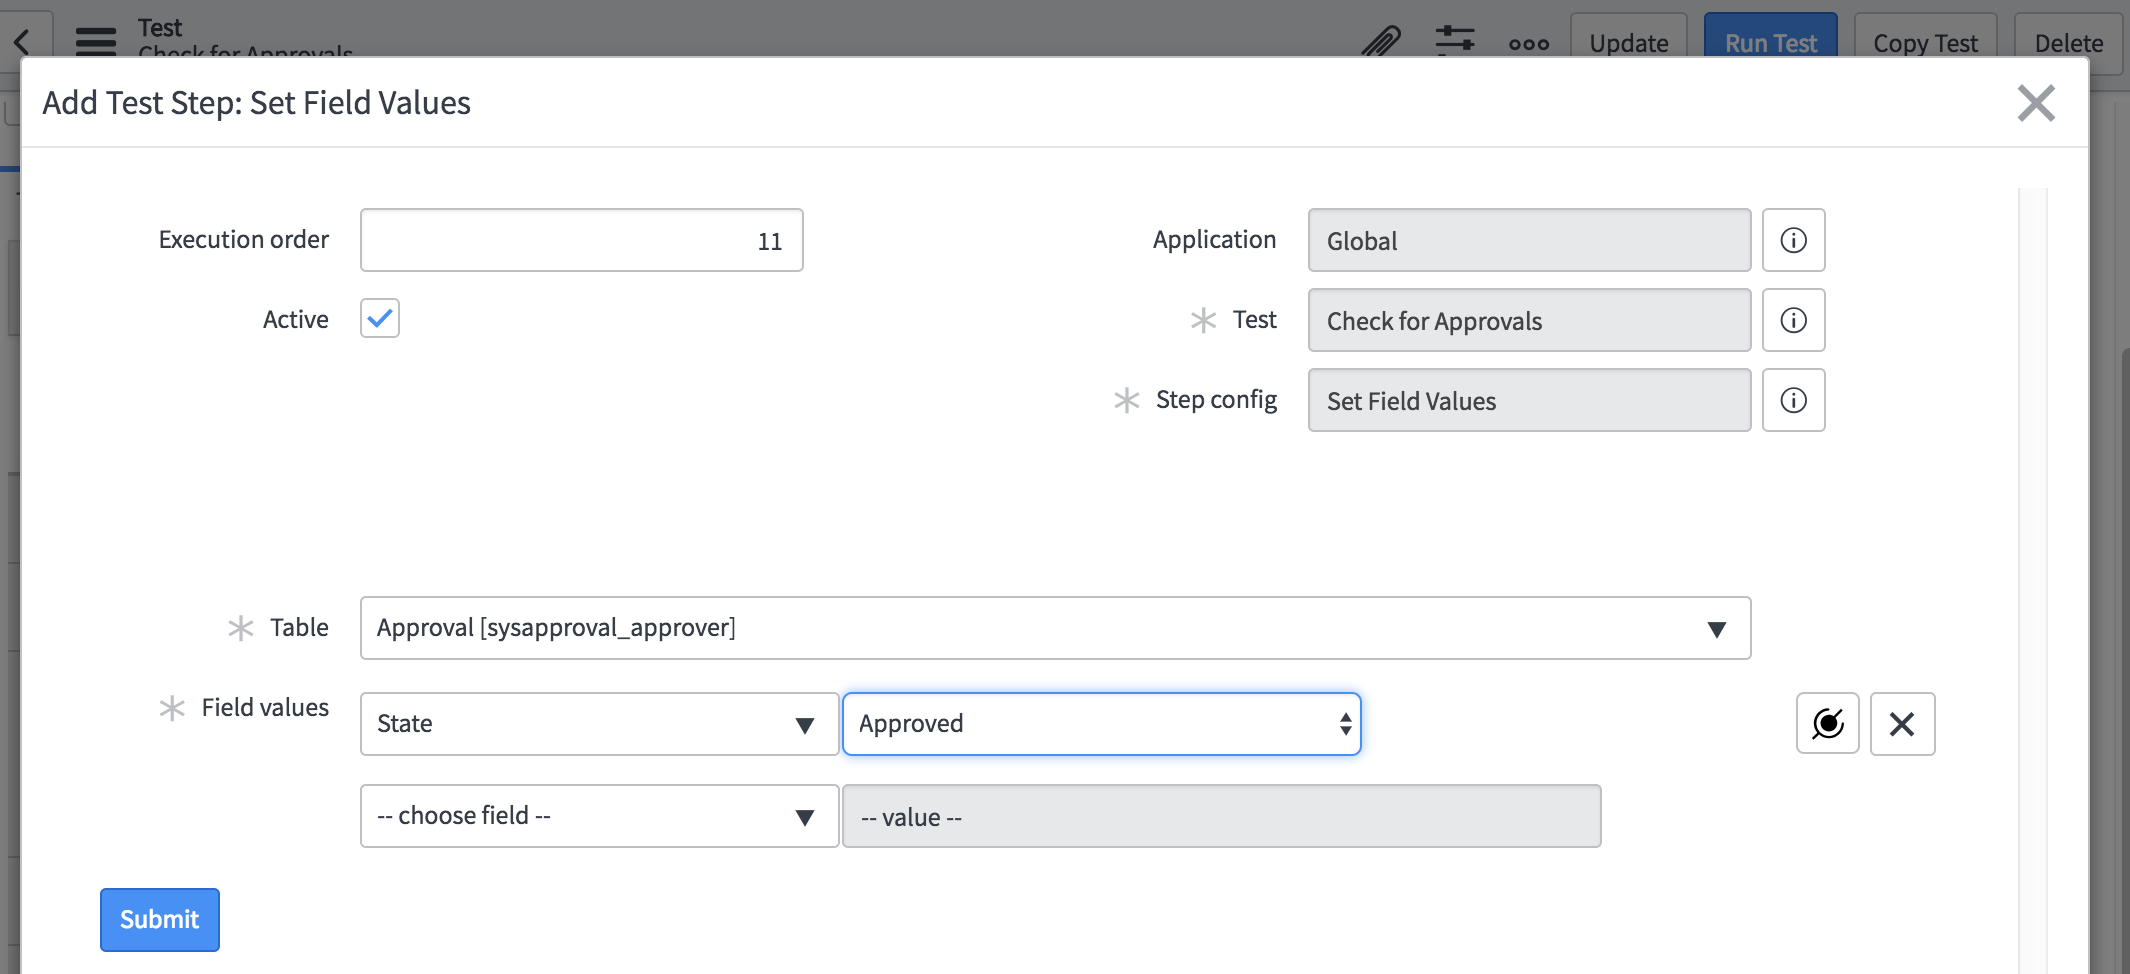 Test
Check for Approvals
Update
Run Test
Copy Test
Delete
Add Test Step: Set Field Values
Execution order
11
Application
Global
Active
Test
Check for Approvals
Step config
Set Field Values
Table
Approval [sysapproval_approver]
Field values
State
Approved
-- choose field --
-- value --
Submit